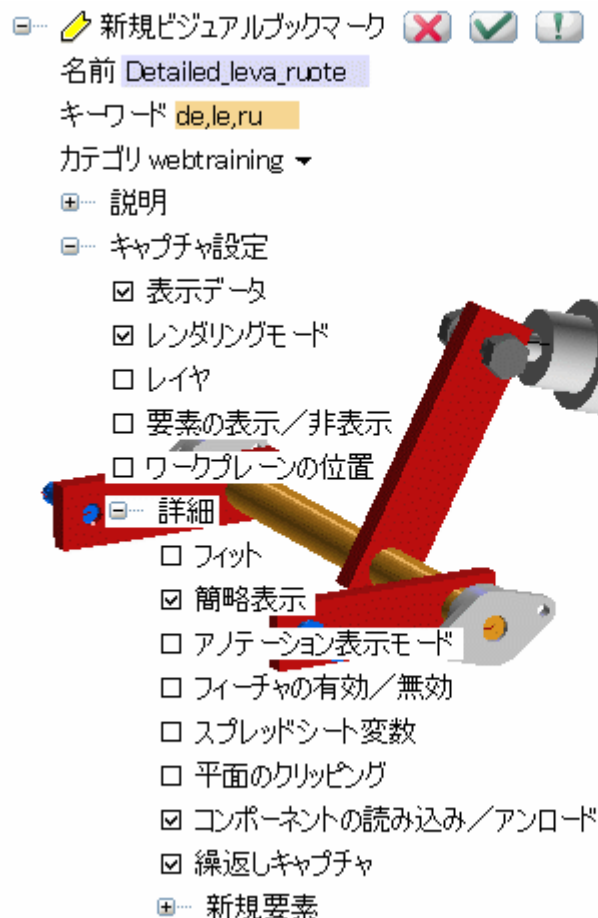 新規ビジュアルブックマーク
名前 Detailed_leva_ruote
キーワード de,le,ru
カテゴリ webtraining
説明
キャプチャ設定
表示データ
レンダリングモード
レイヤ
要素の表示／非表示
ワークプレーンの位置
詳細
フィット
簡略表示
アノテーション表示モード
フィーチャの有効／無効
スプレッドシート変数
平面のクリッピング
コンポーネントの読み込み／アンロード
繰返しキャプチャ
新規要素